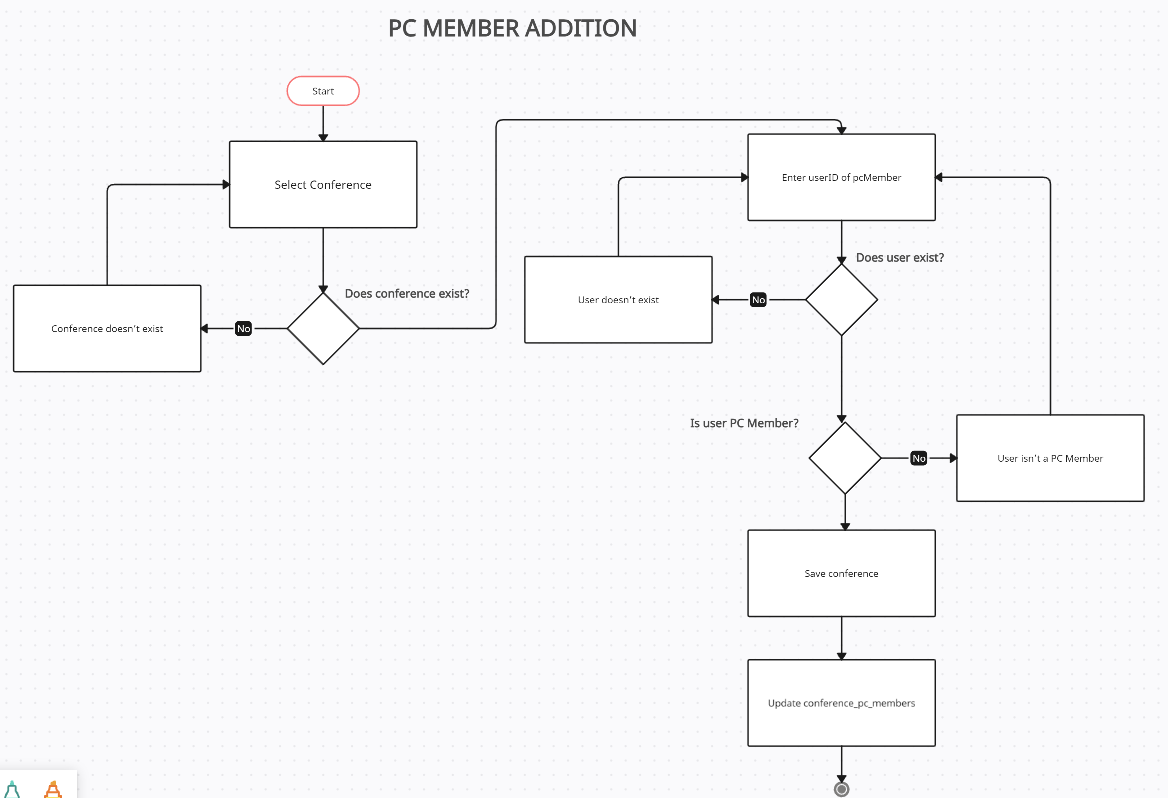 PC MEMBER ADDITION
Start
Select Conference
Does conference exist?
No
Conference doesn't exist
Enter userID of pcMember
Does user exist?
No
User doesn't exist
Is user PC Member?
No
User isn't a PC Member
Save conference
Update conference_pc_members